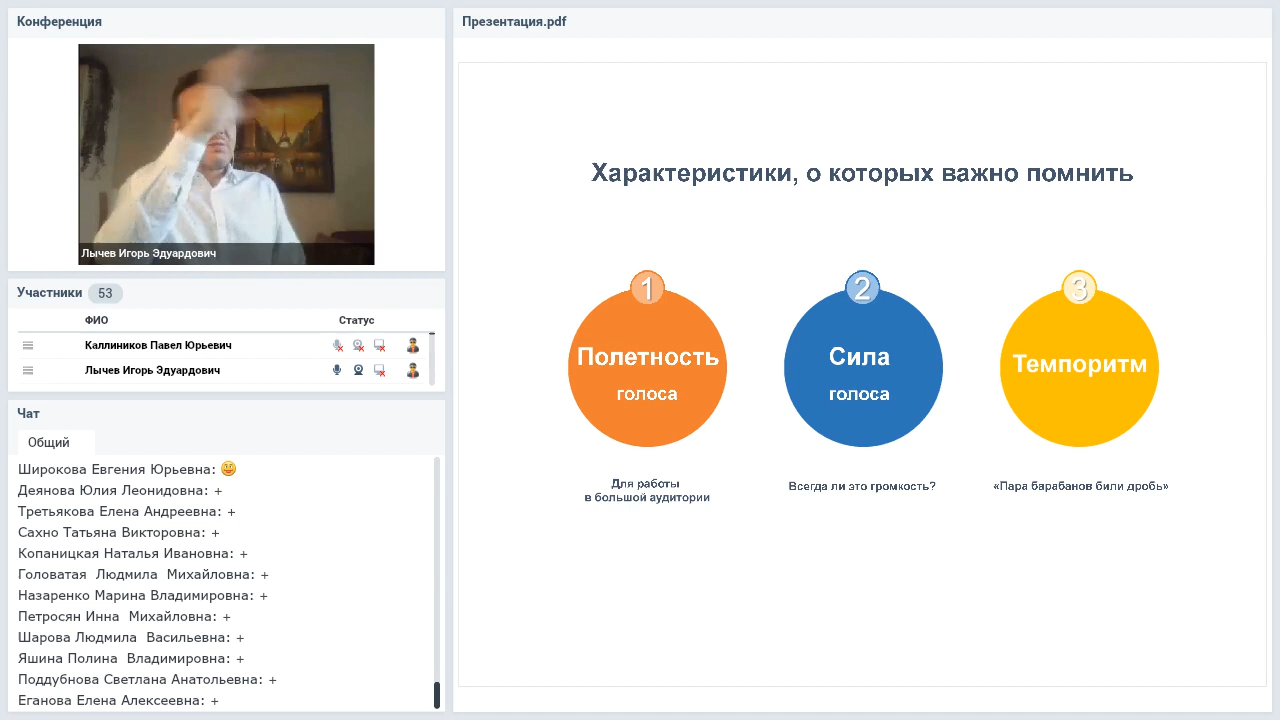 Конференция
Лычев Игорь Эдуардович
Участники 53
ФИО Статус
Каллиников Павел Юрьевич
Лычев Игорь Эдуардович
Чат
Общий
Широкова Евгения Юрьевна:
Деянова Юлия Леонидовна: +
Третьякова Елена Андреевна: +
Сахно Татьяна Викторовна: +
Копаницкая Наталья Ивановна: +
Головатая Людмила Михайловна: +
Назаренко Марина Владимировна: +
Петросян Инна Михайловна: +
Шарова Людмила Васильевна: +
Яшина Полина Владимировна: +
Поддубнова Светлана Анатольевна: +
Еганова Елена Алексеевна: +
Презентация.pdf
Характеристики, о которых важно помнить
1
Полетность
голоса
Для работы
в большой аудитории
2
Сила
голоса
Всегда ли это громкость?
3
Темпоритм
«Пара барабанов били дробь»